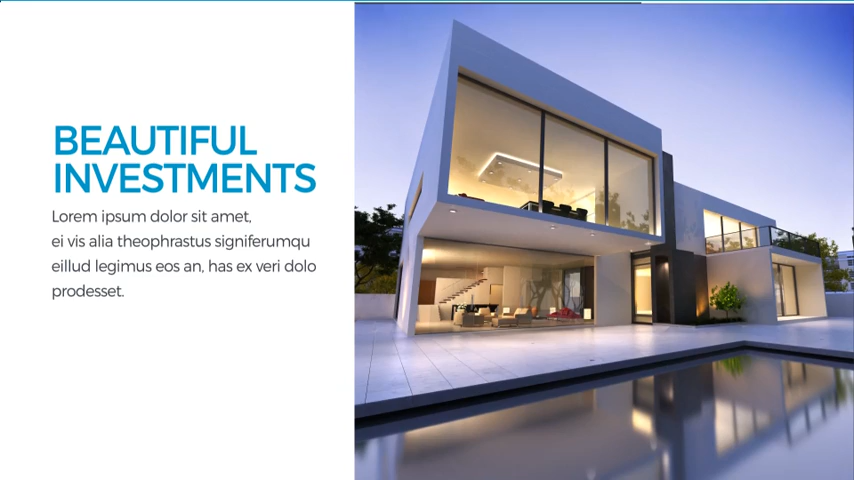 BEAUTIFUL
INVESTMENTS
Lorem ipsum dolor sit amet,
ei vis alia theophrastus signiferumqu
eillud legimus eos an, has ex veri dolo
prodesset.